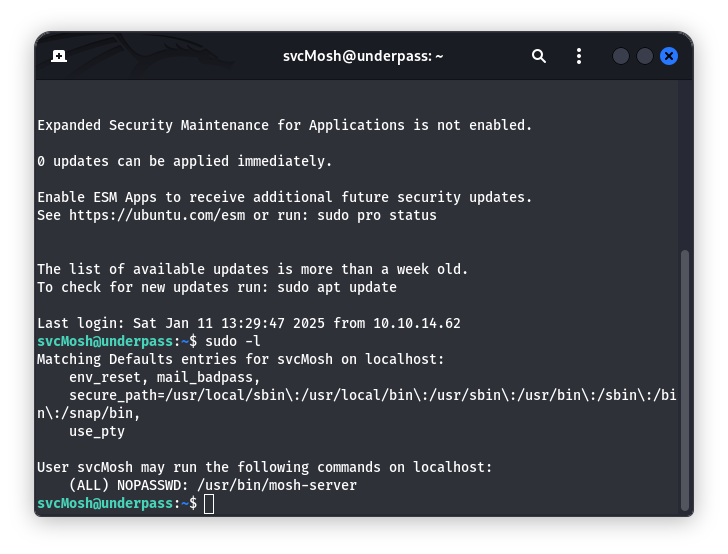 svcMosh@underpass: ~
Expanded Security Maintenance for Applications is not enabled.
0 updates can be applied immediately.
Enable ESM Apps to receive additional future security updates.
See https://ubuntu.com/esm or run: sudo pro status
The list of available updates is more than a week old.
To check for new updates run: sudo apt update
Last login: Sat Jan 11 13:29:47 2025 from 10.10.14.62
svcMosh@underpass:~$ sudo -l
Matching Defaults entries for svcMosh on localhost:
    env_reset, mail_badpass,
    secure_path=/usr/local/sbin\:/usr/local/bin\:/usr/sbin\:/usr/bin\:/sbin\:/bi
n\:/snap/bin,
    use_pty
User svcMosh may run the following commands on localhost:
    (ALL) NOPASSWD: /usr/bin/mosh-server
svcMosh@underpass:~$